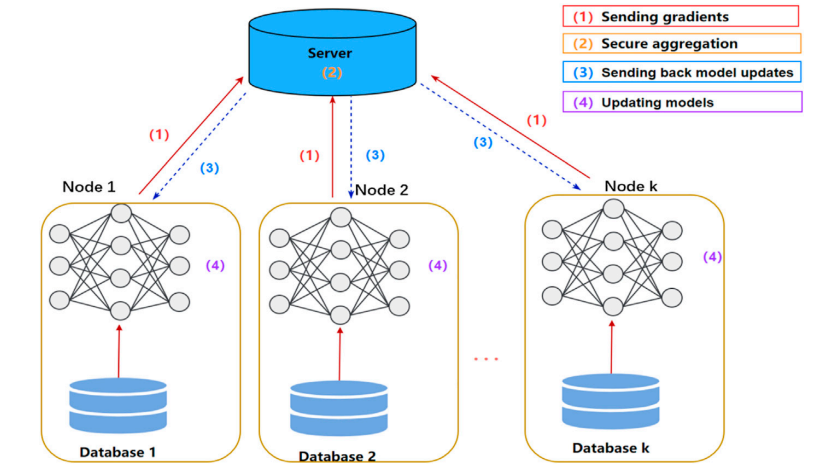 (1) Sending gradients
(2) Secure aggregation
(3) Sending back model updates
(4) Updating models
Server
(2)
(1)
(3)
(1)
(3)
(1)
(3)
Node 1
Node 2
Node k
(4)
(4)
(4)
...
Database 1
Database 2
Database k